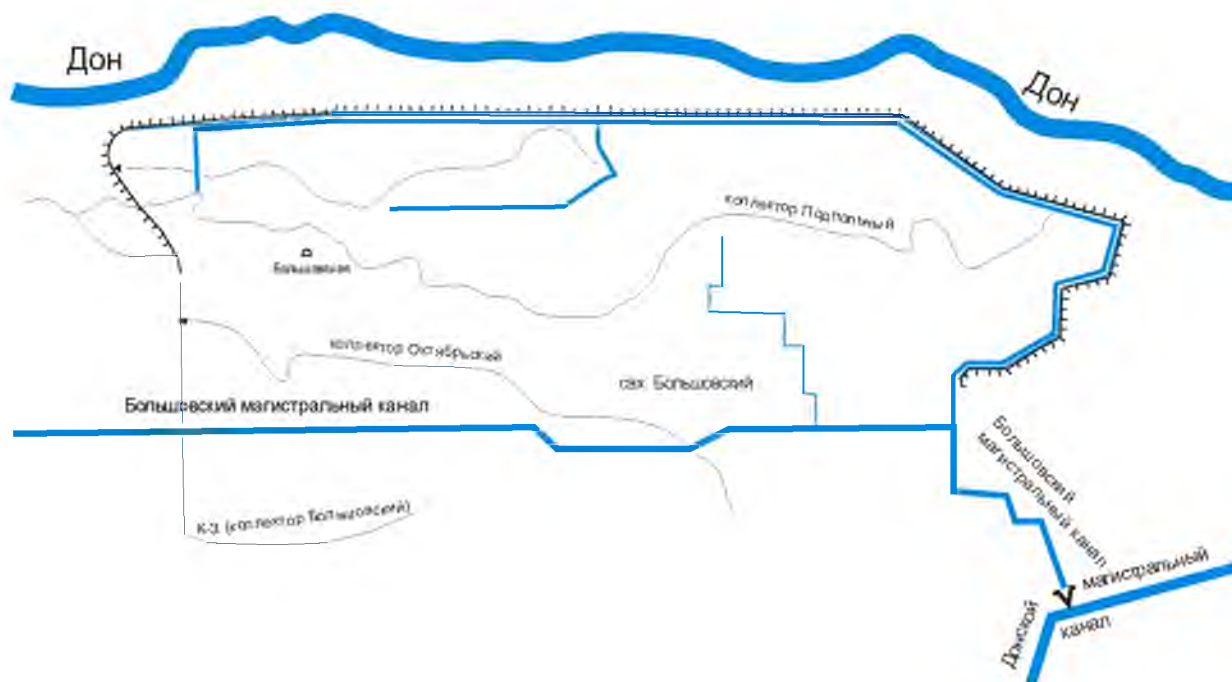 Дон
Дон
коллектор Подпольный
Большовская
коллектор Октябрьский
свх. Большовский
Большовский магистральный канал
Большовский
магистральный канал
К-3 (коллектор Большовский)
Донской
магистральный
канал